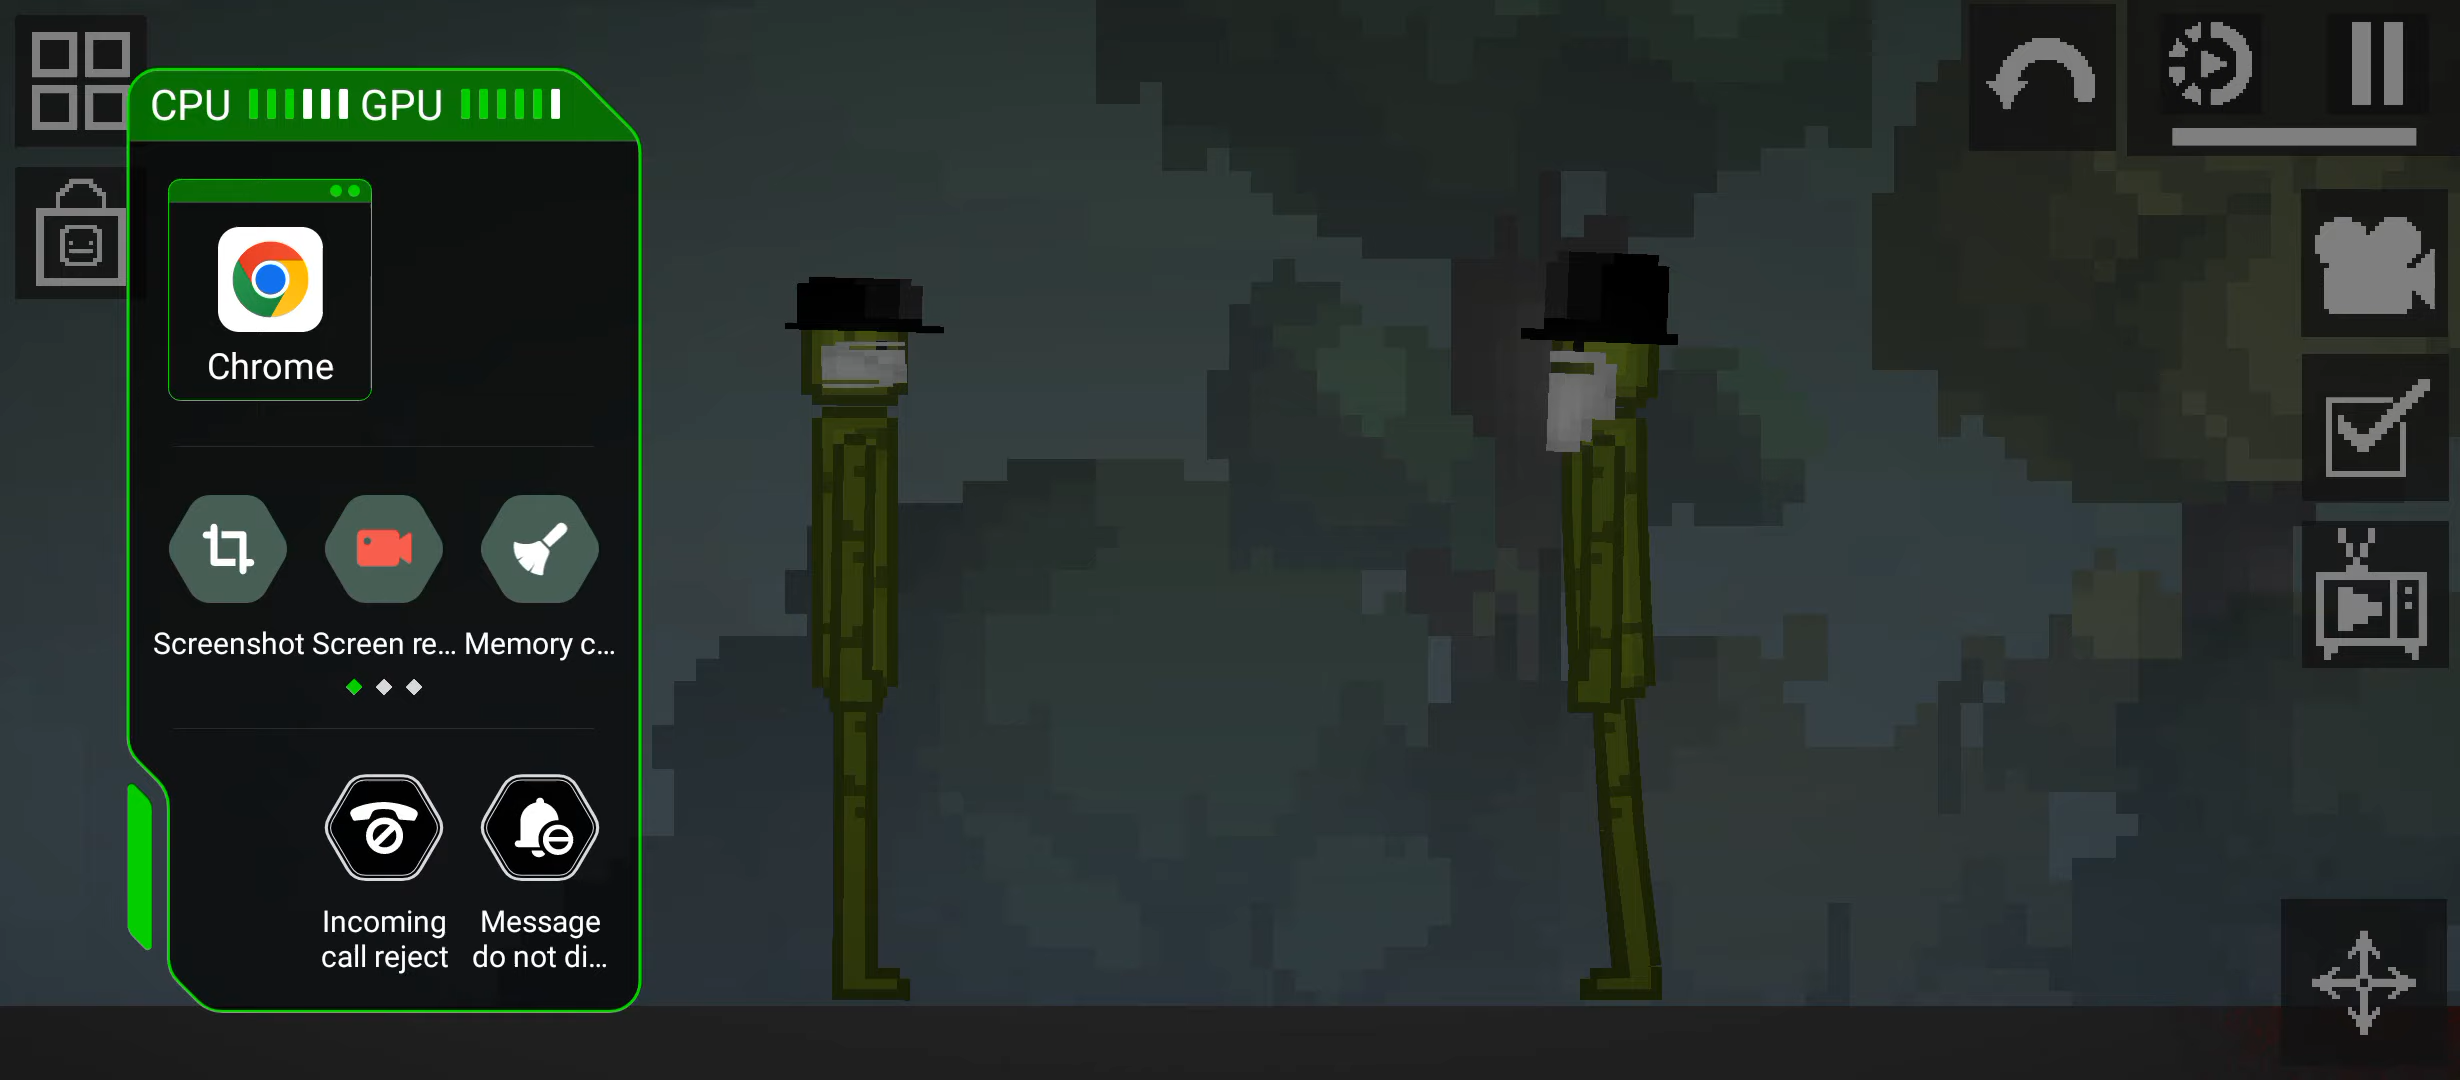 CPU GPU
Chrome
Screenshot Screen re... Memory c...
Incoming call reject
Message do not di...